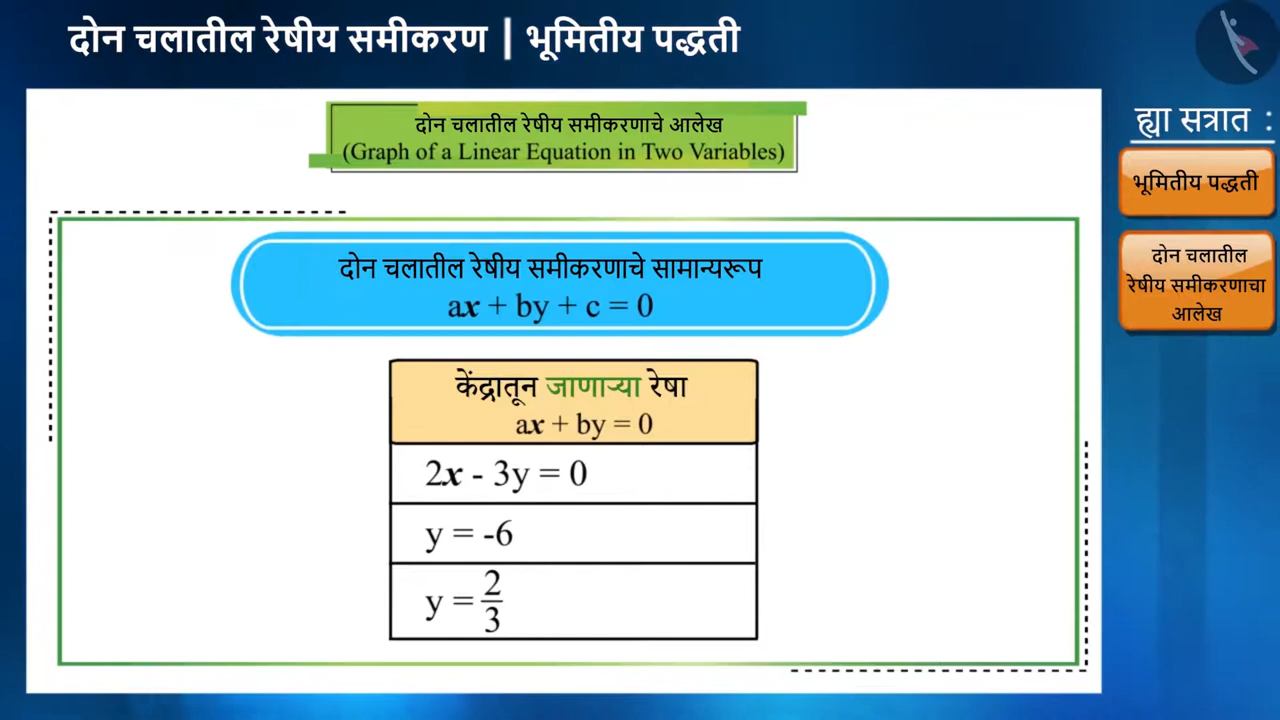 दोन चलातील रेषीय समीकरण | भूमितीय पद्धती
दोन चलातील रेषीय समीकरणाचे आलेख
(Graph of a Linear Equation in Two Variables)
दोन चलातील रेषीय समीकरणाचे सामान्यरूप
ax + by + c = 0
केंद्रातून जाणाऱ्या रेषा
ax + by = 0
2x - 3y = 0
y = -6
y = 2/3
ह्या सत्रात :
भूमितीय पद्धती
दोन चलातील
रेषीय समीकरणाचा
आलेख